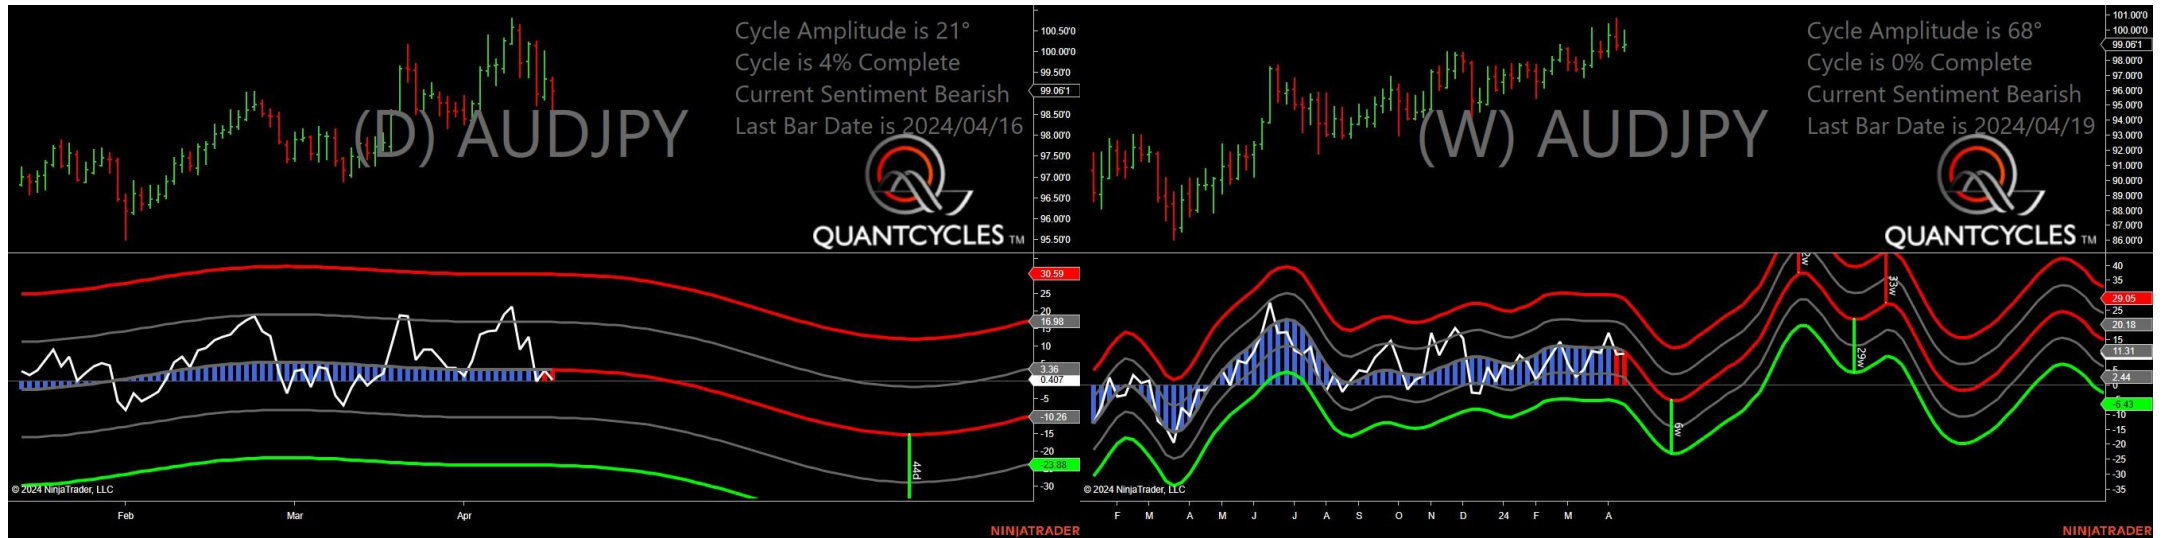 Cycle Amplitude is 21°
Cycle is 4% Complete
Current Sentiment Bearish
Last Bar Date is 2024/04/16
(D) AUDJPY
QUANTCYCLES TM
100.50'0
100.00'0
99.50'0
99.06'1
98.50'0
98.00'0
97.50'0
97.00'0
96.50'0
96.00'0
95.50'0
30.59
25
20
16.98
15
10
5
3.36
0.407
-5
-10.26
-15
-20
-23.88
-30
44d
© 2024 NinjaTrader, LLC
Feb Mar Apr
NINJATRADER
Cycle Amplitude is 68°
Cycle is 0% Complete
Current Sentiment Bearish
Last Bar Date is 2024/04/19
(W) AUDJPY
QUANTCYCLES TM
101.00'0
100.00'0
99.06'1
98.00'0
97.00'0
96.00'0
95.00'0
94.00'0
93.00'0
92.00'0
91.00'0
90.00'0
89.00'0
88.00'0
87.00'0
86.00'0
40
35
29.05
25
20.18
15
11.31
5
2.44
0
-6.43
-10
-15
-20
-25
-30
-35
2w
33w
29w
6w
© 2024 NinjaTrader, LLC
F M A M J J A S O N D 24 F M A
NINJATRADER